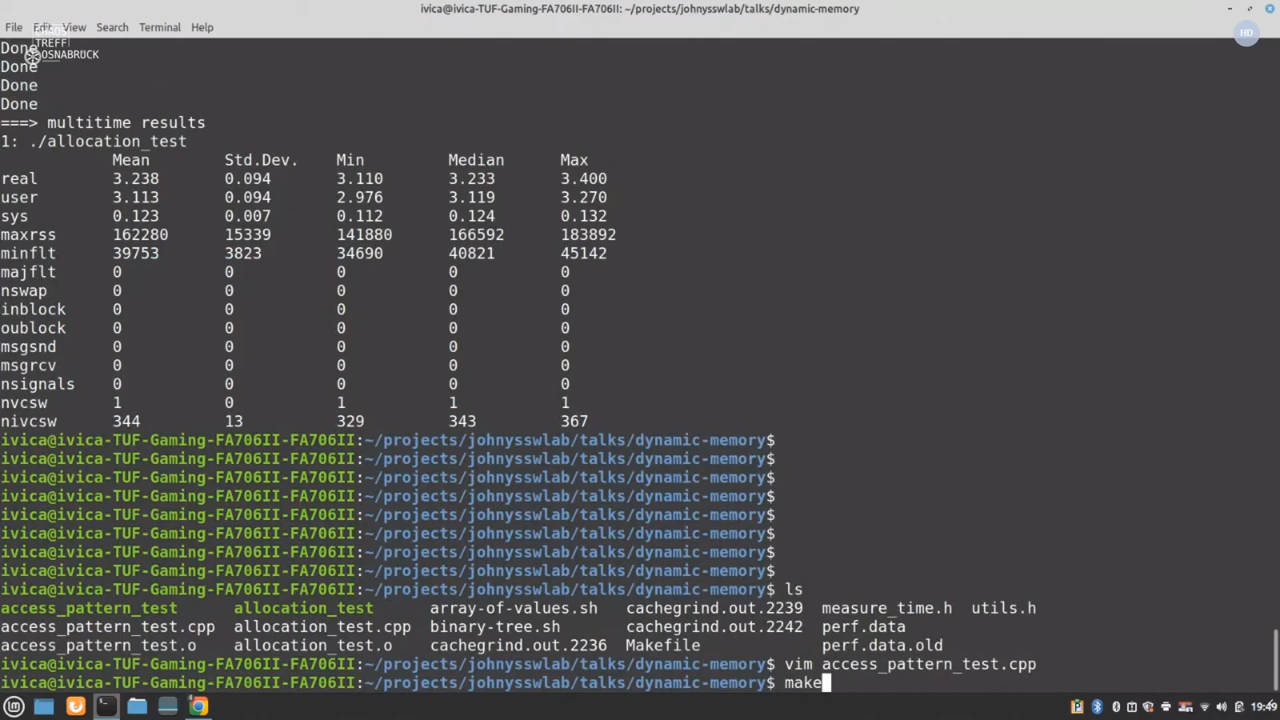 ivica@ivica-TUF-Gaming-FA706II-FA706II: ~/projects/johnysswlab/talks/dynamic-memory
File Edit View Search Terminal Help
HD
TREFF
OSNABRÜCK
Done
Done
Done
Done
===> multitime results
1: ./allocation_test
Mean Std.Dev. Min Median Max
real 3.238 0.094 3.110 3.233 3.400
user 3.113 0.094 2.976 3.119 3.270
sys 0.123 0.007 0.112 0.124 0.132
maxrss 162280 15339 141880 166592 183892
minflt 39753 3823 34690 40821 45142
majflt 0 0 0 0 0
nswap 0 0 0 0 0
inblock 0 0 0 0 0
oublock 0 0 0 0 0
msgsnd 0 0 0 0 0
msgrcv 0 0 0 0 0
nsignals 0 0 0 0 0
nvcsw 1 0 1 1 1
nivcsw 344 13 329 343 367
ivica@ivica-TUF-Gaming-FA706II-FA706II:~/projects/johnysswlab/talks/dynamic-memory$
ivica@ivica-TUF-Gaming-FA706II-FA706II:~/projects/johnysswlab/talks/dynamic-memory$
ivica@ivica-TUF-Gaming-FA706II-FA706II:~/projects/johnysswlab/talks/dynamic-memory$
ivica@ivica-TUF-Gaming-FA706II-FA706II:~/projects/johnysswlab/talks/dynamic-memory$
ivica@ivica-TUF-Gaming-FA706II-FA706II:~/projects/johnysswlab/talks/dynamic-memory$
ivica@ivica-TUF-Gaming-FA706II-FA706II:~/projects/johnysswlab/talks/dynamic-memory$
ivica@ivica-TUF-Gaming-FA706II-FA706II:~/projects/johnysswlab/talks/dynamic-memory$
ivica@ivica-TUF-Gaming-FA706II-FA706II:~/projects/johnysswlab/talks/dynamic-memory$
ivica@ivica-TUF-Gaming-FA706II-FA706II:~/projects/johnysswlab/talks/dynamic-memory$ ls
access_pattern_test allocation_test array-of-values.sh cachegrind.out.2239 measure_time.h utils.h
access_pattern_test.cpp allocation_test.cpp binary-tree.sh cachegrind.out.2242 perf.data
access_pattern_test.o allocation_test.o cachegrind.out.2236 Makefile perf.data.old
ivica@ivica-TUF-Gaming-FA706II-FA706II:~/projects/johnysswlab/talks/dynamic-memory$ vim access_pattern_test.cpp
ivica@ivica-TUF-Gaming-FA706II-FA706II:~/projects/johnysswlab/talks/dynamic-memory$ make
19:49